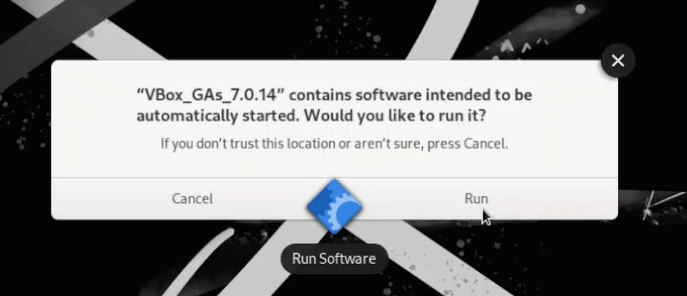 “VBox_GAs_7.0.14” contains software intended to be
automatically started. Would you like to run it?
If you don’t trust this location or aren’t sure, press Cancel.
Cancel
Run
Run Software